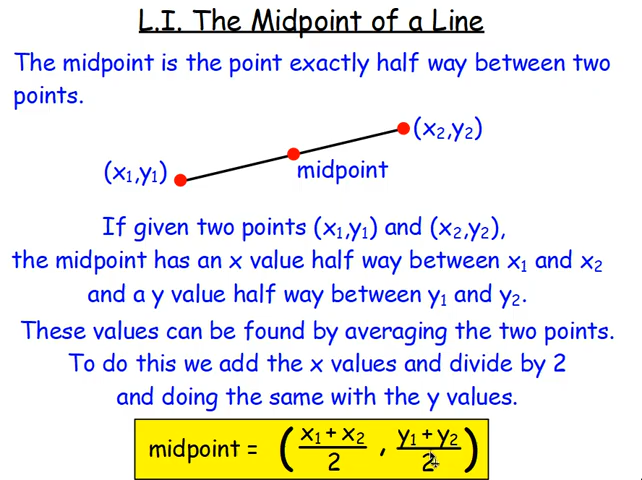 L.I. The Midpoint of a Line
The midpoint is the point exactly half way between two
points.
(x₂,y₂)
(x₁,y₁)
midpoint
If given two points (x₁,y₁) and (x₂,y₂),
the midpoint has an x value half way between x₁ and x₂
and a y value half way between y₁ and y₂.
These values can be found by averaging the two points.
To do this we add the x values and divide by 2
and doing the same with the y values.
midpoint = ( x₁ + x₂ / 2 , y₁ + y₂ / 2 )